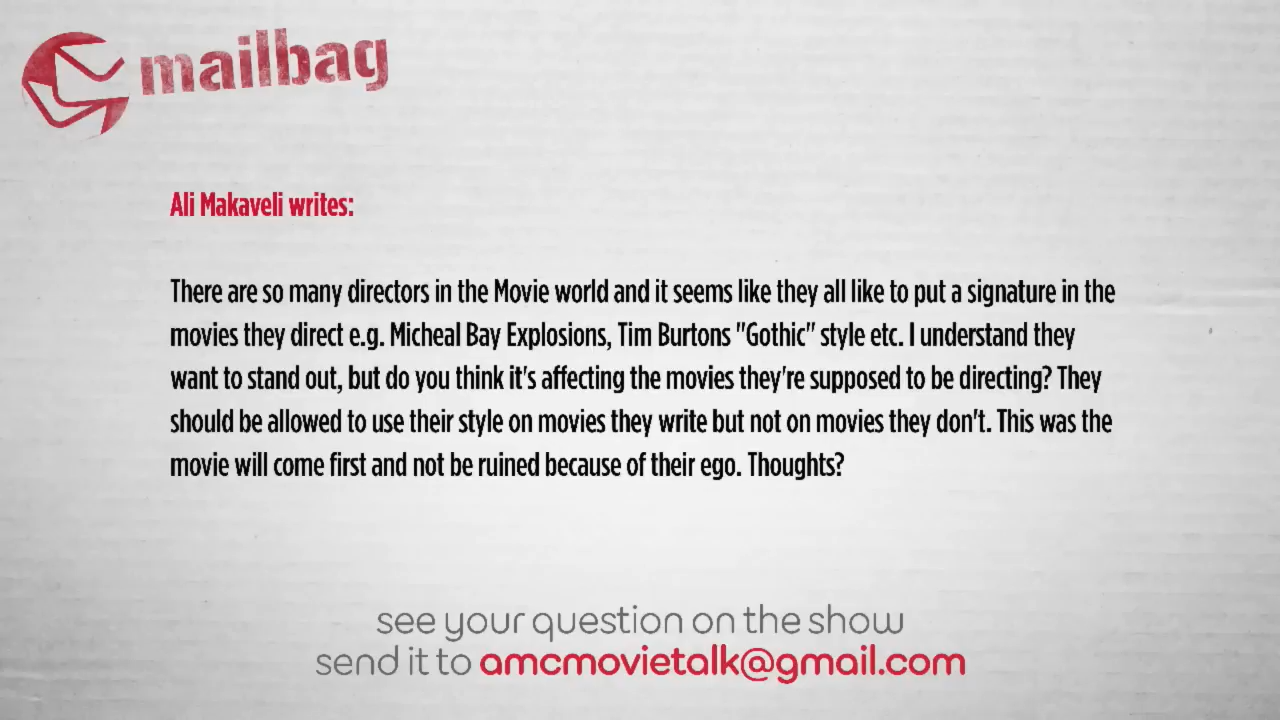 mailbag
Ali Makaveli writes:
There are so many directors in the Movie world and it seems like they all like to put a signature in the
movies they direct e.g. Micheal Bay Explosions, Tim Burtons "Gothic" style etc. I understand they
want to stand out, but do you think it's affecting the movies they're supposed to be directing? They
should be allowed to use their style on movies they write but not on movies they don't. This was the
movie will come first and not be ruined because of their ego. Thoughts?
see your question on the show
send it to amcmovietalk@gmail.com